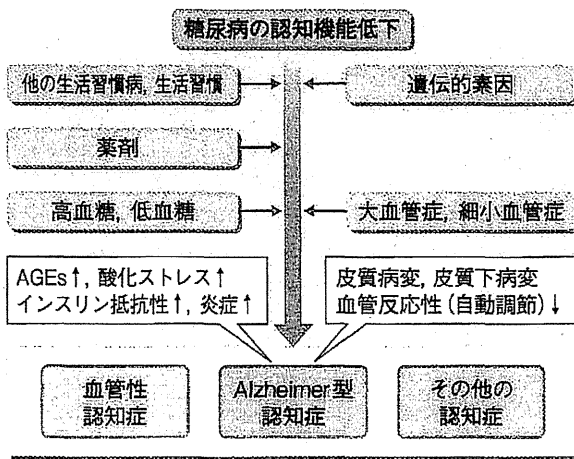 糖尿病の認知機能低下
他の生活習慣病, 生活習慣
遺伝的素因
薬剤
高血糖, 低血糖
大血管症, 細小血管症
AGEs↑, 酸化ストレス↑
インスリン抵抗性↑, 炎症↑
皮質病変, 皮質下病変
血管反応性(自動調節)↓
血管性
認知症
Alzheimer型
認知症
その他の
認知症